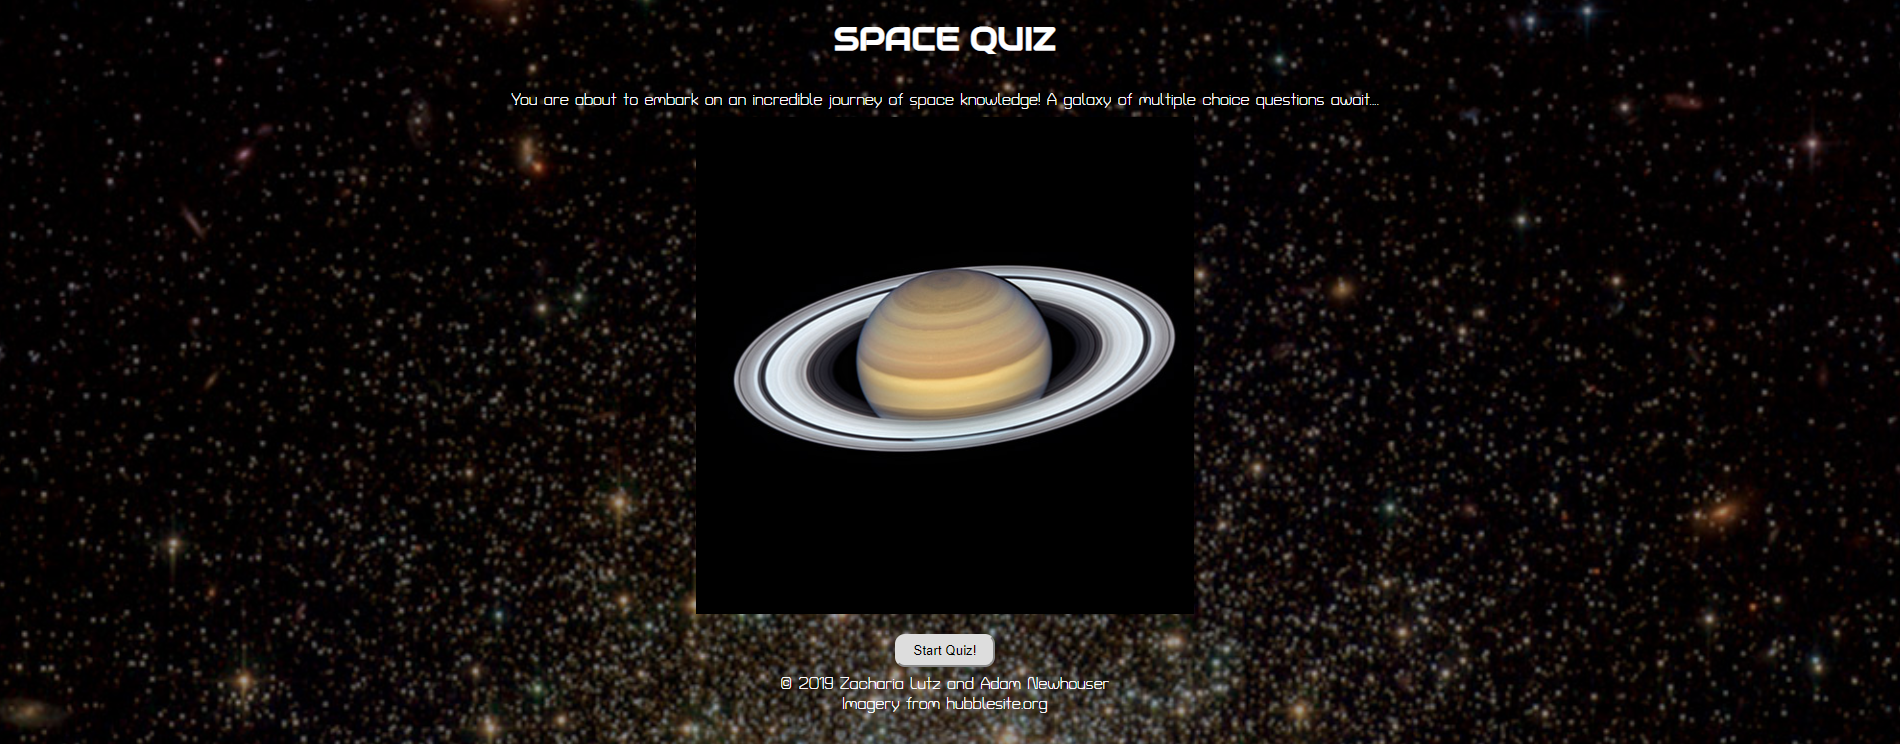 SPACE QUIZ
You are about to embark on an incredible journey of space knowledge! A galaxy of multiple choice questions await....
Start Quiz!
© 2019 Zacharia Lutz and Adam Newhouser
Imagery from hubblesite.org